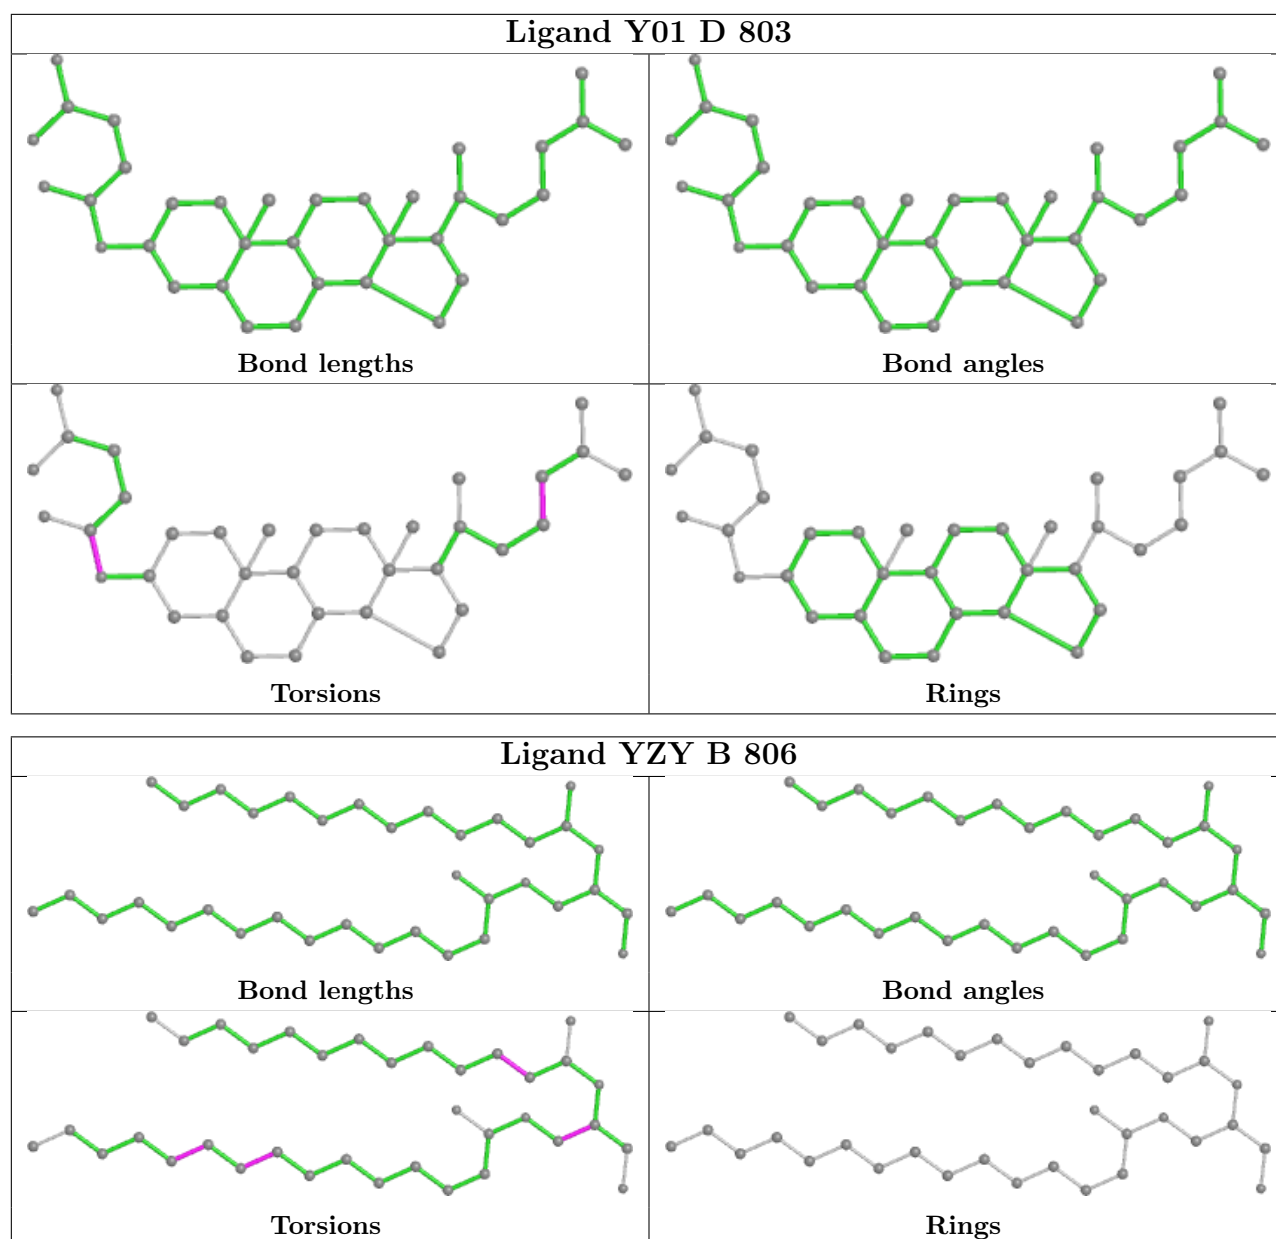 Ligand Y01 D 803
Bond lengths
Bond angles
Torsions
Rings
Ligand YZY B 806
Bond lengths
Bond angles
Torsions
Rings